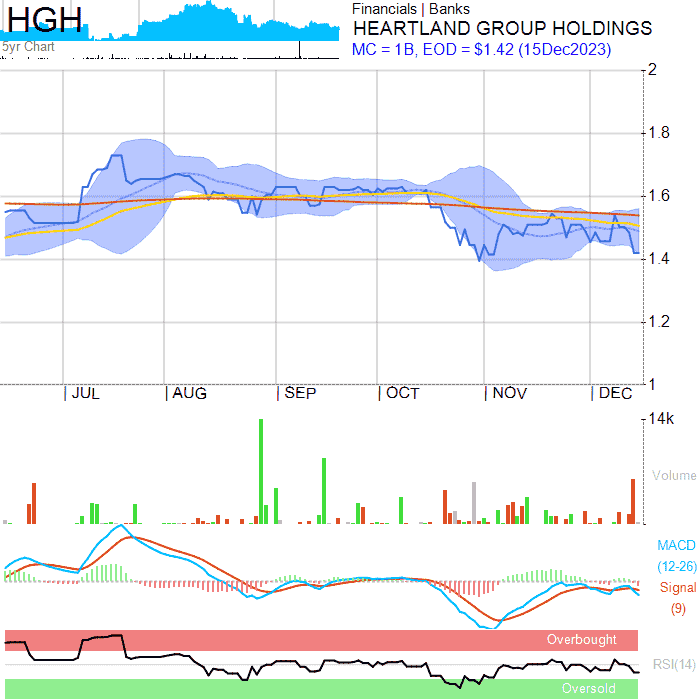 HGH
5yr Chart
Financials | Banks
HEARTLAND GROUP HOLDINGS
MC = 1B, EOD = $1.42 (15Dec2023)
2
1.8
1.6
1.4
1.2
1
JUL AUG SEP OCT NOV DEC
14k
Volume
MACD
(12-26)
Signal
(9)
Overbought
RSI(14)
Oversold